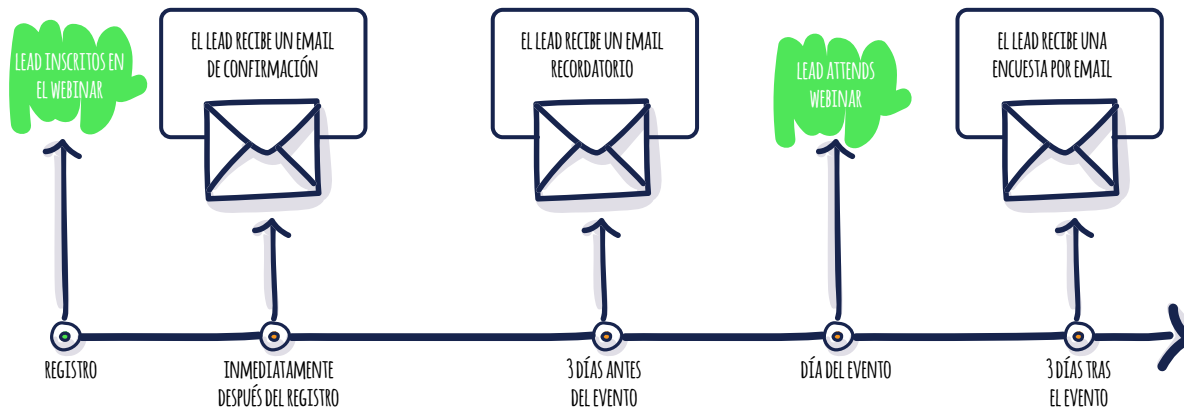 LEAD INSCRITOS EN
EL WEBINAR
EL LEAD RECIBE UN EMAIL
DE CONFIRMACIÓN
EL LEAD RECIBE UN EMAIL
RECORDATORIO
LEAD ATTENDS
WEBINAR
EL LEAD RECIBE UNA
ENCUESTA POR EMAIL
REGISTRO
INMEDIATAMENTE
DESPUÉS DEL REGISTRO
3 DÍAS ANTES
DEL EVENTO
DÍA DEL EVENTO
3 DÍAS TRAS
EL EVENTO